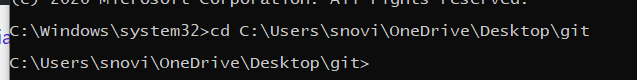 (c) 2020 Microsoft Corporation. All rights reserved.
C:\Windows\system32>cd C:\Users\snovi\OneDrive\Desktop\git
C:\Users\snovi\OneDrive\Desktop\git>